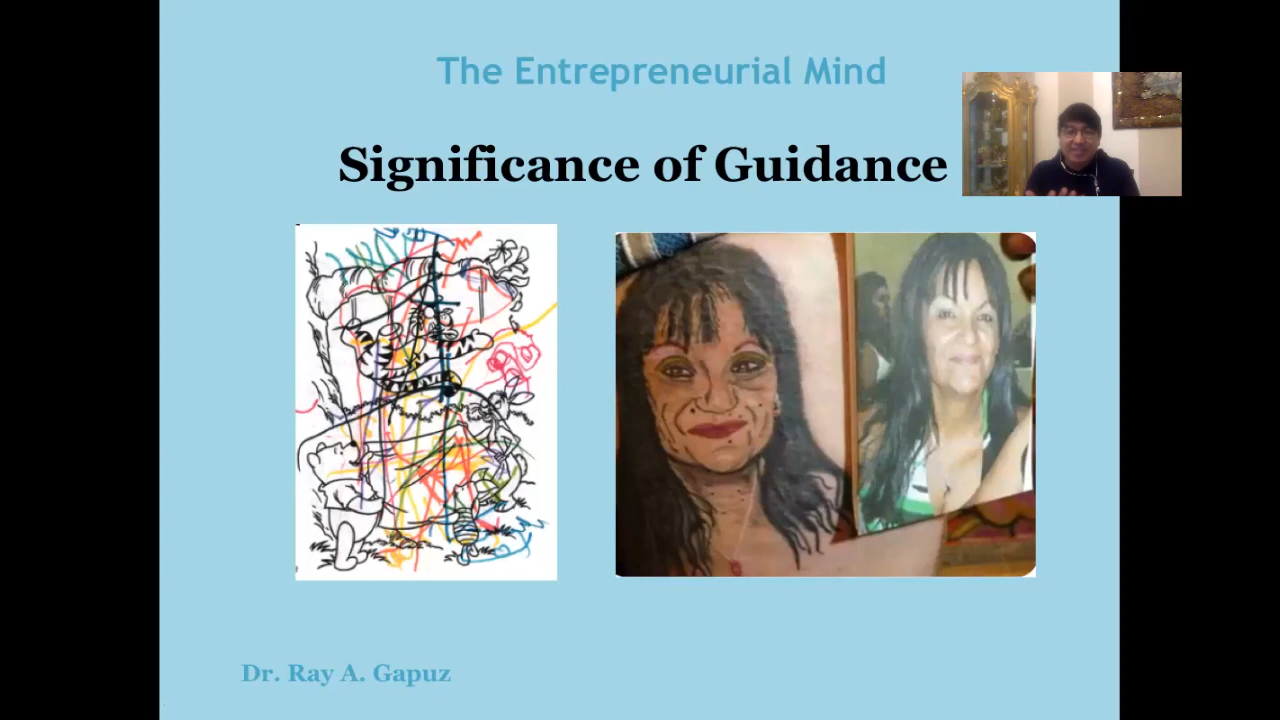 The Entrepreneurial Mind
Significance of Guidance
Dr. Ray A. Gapuz